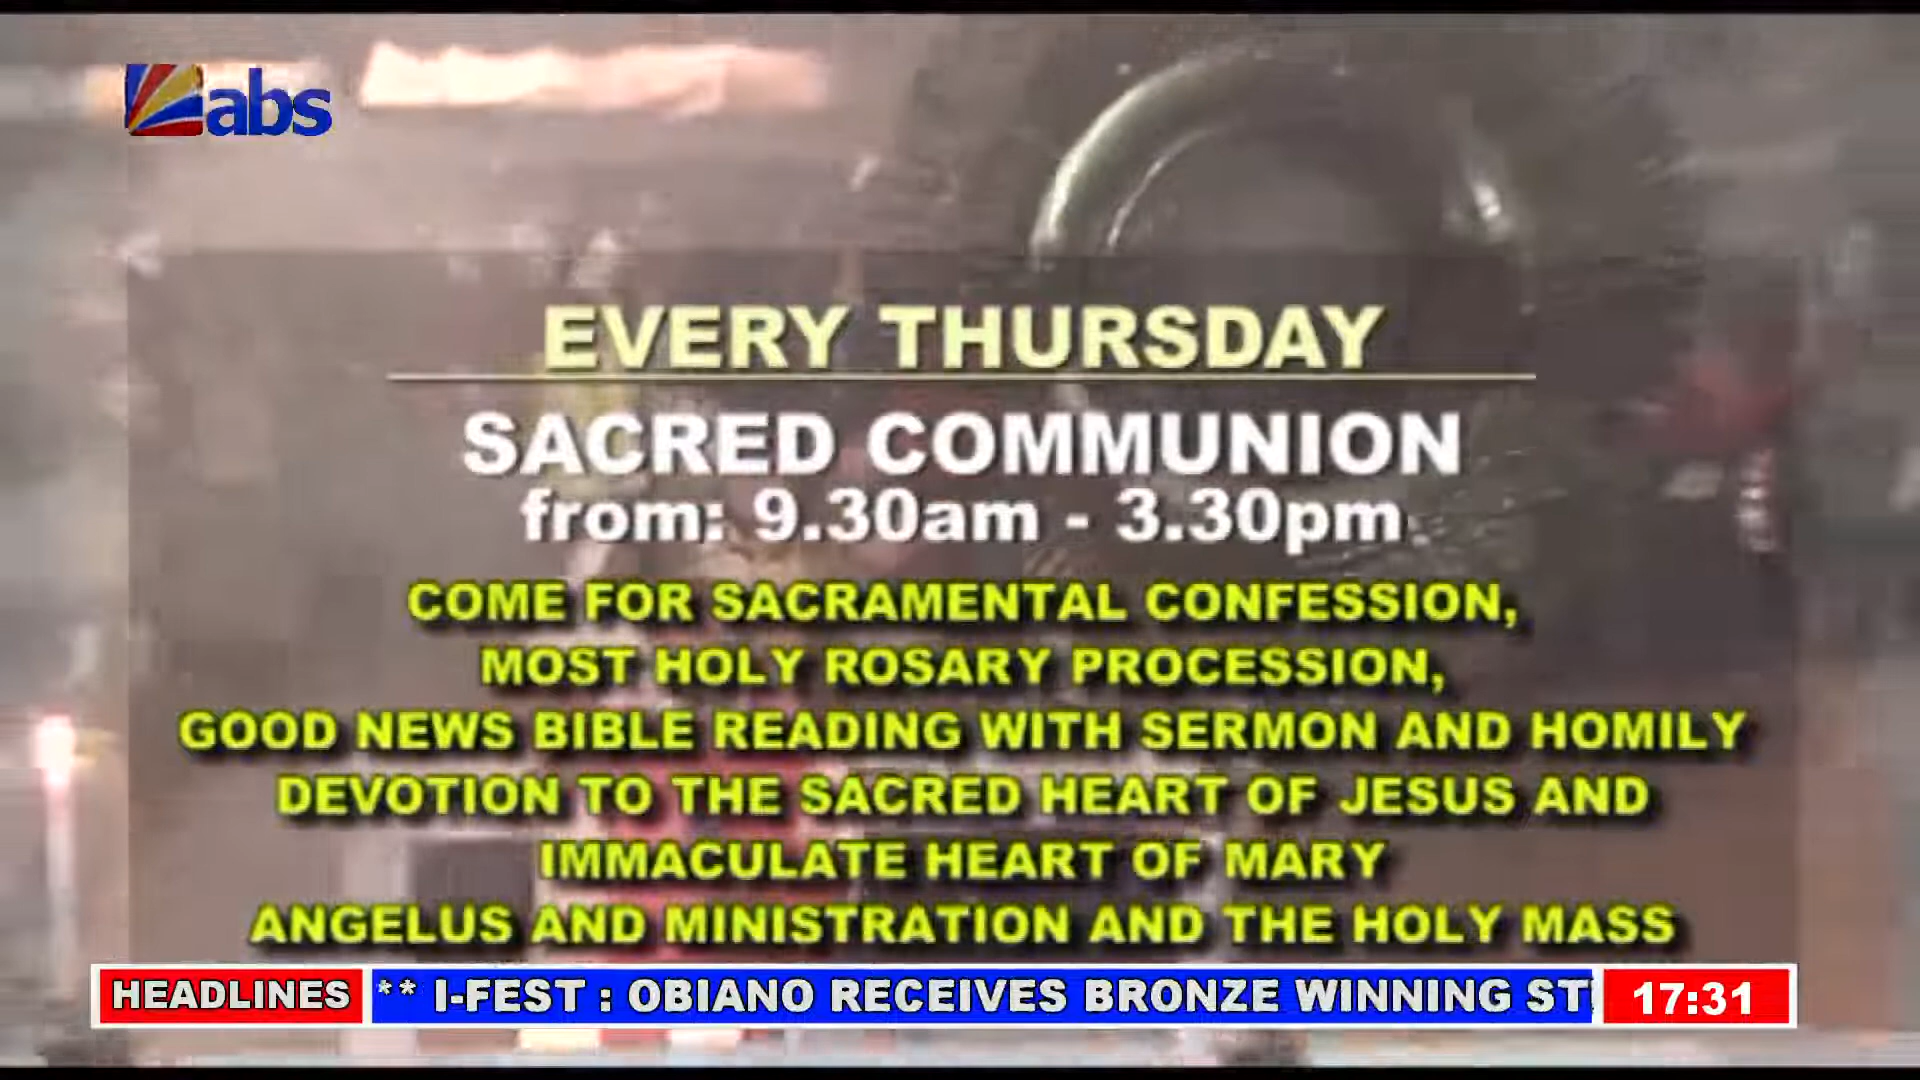 abs
EVERY THURSDAY
SACRED COMMUNION
from: 9.30am - 3.30pm
COME FOR SACRAMENTAL CONFESSION,
MOST HOLY ROSARY PROCESSION,
GOOD NEWS BIBLE READING WITH SERMON AND HOMILY
DEVOTION TO THE SACRED HEART OF JESUS AND
IMMACULATE HEART OF MARY
ANGELUS AND MINISTRATION AND THE HOLY MASS
HEADLINES ** I-FEST : OBIANO RECEIVES BRONZE WINNING 17:31